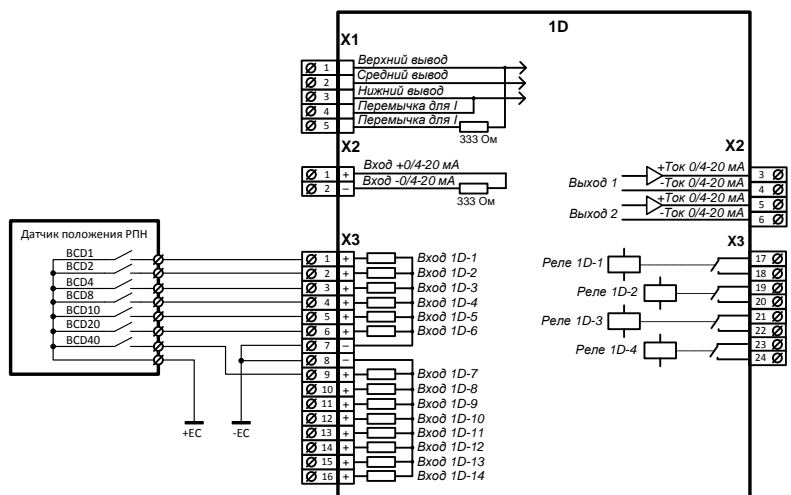 1D
X1
1 Верхний вывод
2 Средний вывод
3 Нижний вывод
4 Перемычка для I
5 Перемычка для I
333 Ом
X2
1 + Вход +0/4-20 мА
2 − Вход -0/4-20 мА
333 Ом
X2
+Ток 0/4-20 мА 3
Выход 1
-Ток 0/4-20 мА 4
+Ток 0/4-20 мА 5
Выход 2
-Ток 0/4-20 мА 6
Датчик положения РПН
BCD1
BCD2
BCD4
BCD8
BCD10
BCD20
BCD40
+ЕС
-ЕС
X3
1 + Вход 1D-1
2 + Вход 1D-2
3 + Вход 1D-3
4 + Вход 1D-4
5 + Вход 1D-5
6 + Вход 1D-6
7 −
8 −
9 + Вход 1D-7
10 + Вход 1D-8
11 + Вход 1D-9
12 + Вход 1D-10
13 + Вход 1D-11
14 + Вход 1D-12
15 + Вход 1D-13
16 + Вход 1D-14
X3
Реле 1D-1 17
18
Реле 1D-2 19
20
Реле 1D-3 21
22
Реле 1D-4 23
24